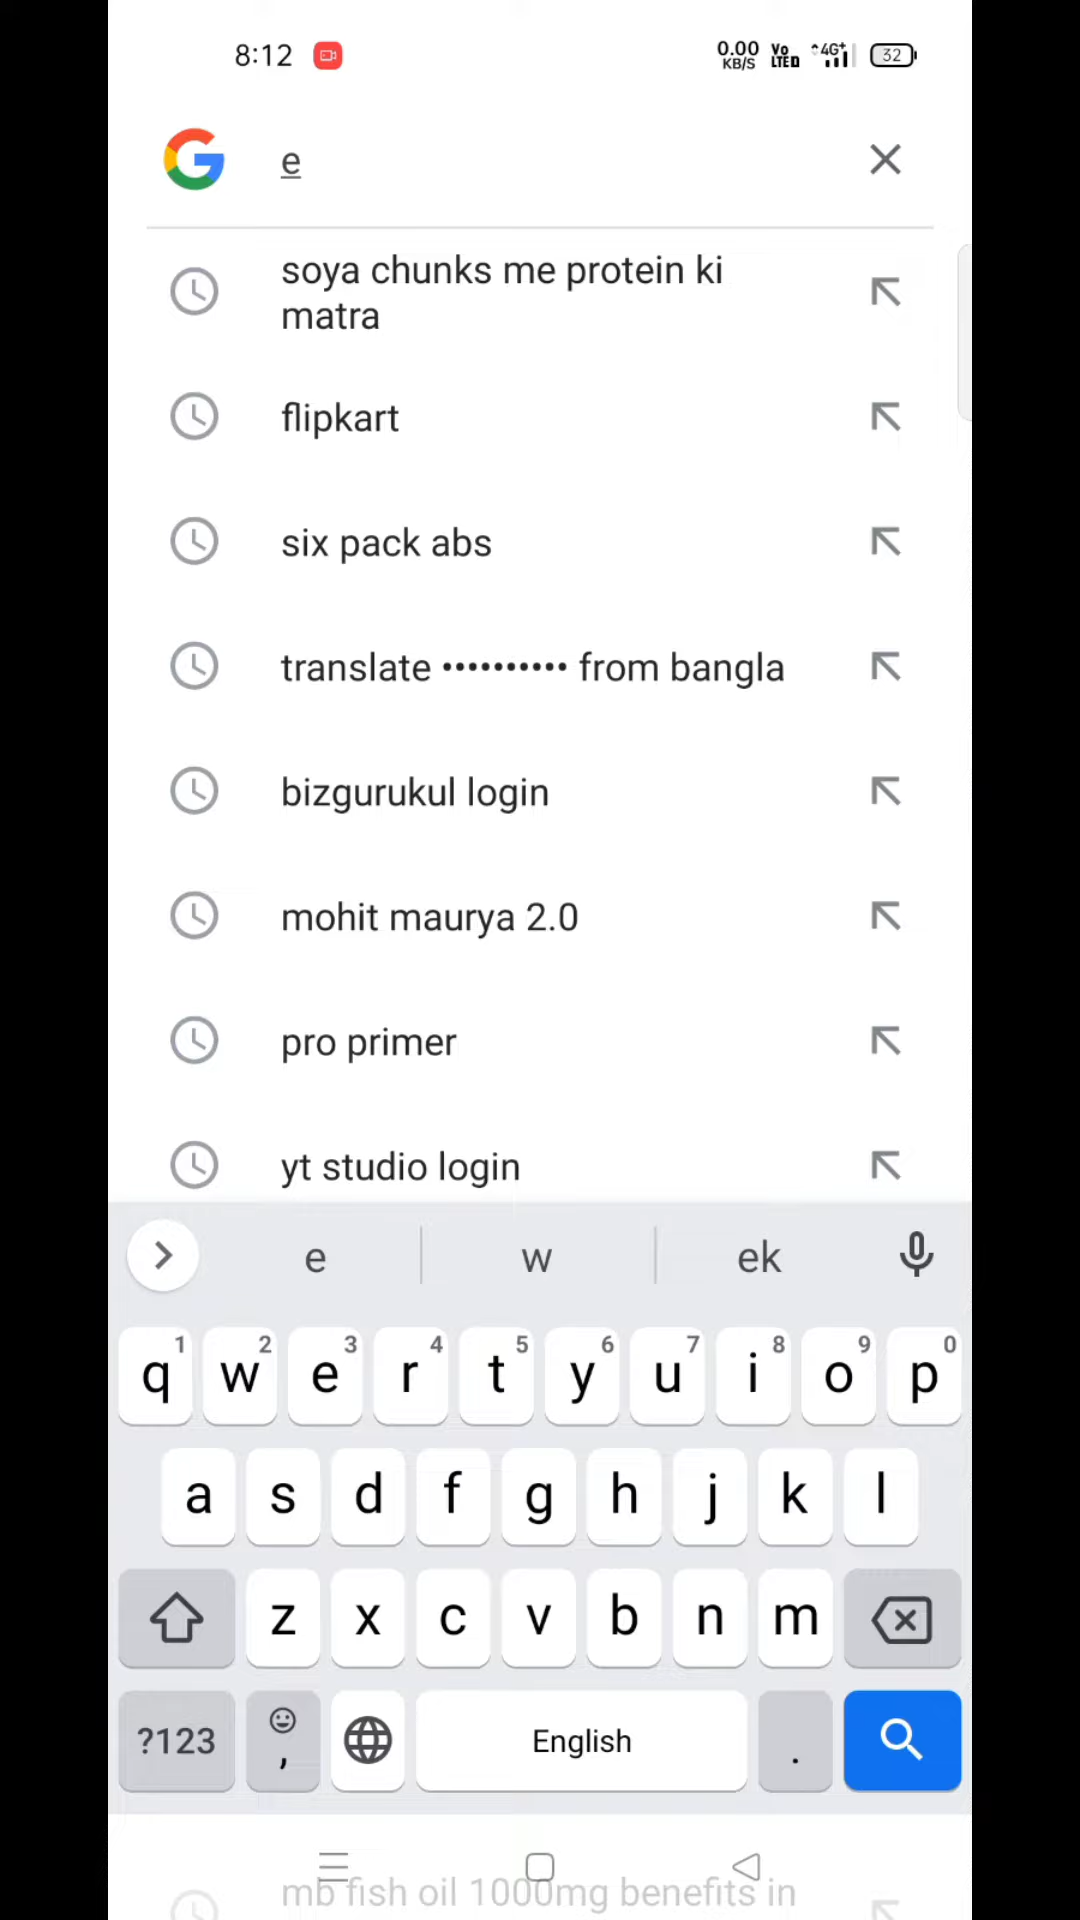 8:12 0.00 KB/S Vo LTE 4G+ 32
e
soya chunks me protein ki
matra
flipkart
six pack abs
translate •••••••••• from bangla
bizgurukul login
mohit maurya 2.0
pro primer
yt studio login
e w ek
1 2 3 4 5 6 7 8 9 0
q w e r t y u i o p
a s d f g h j k l
z x c v b n m
?123 , English .
mb fish oil 1000mg benefits in